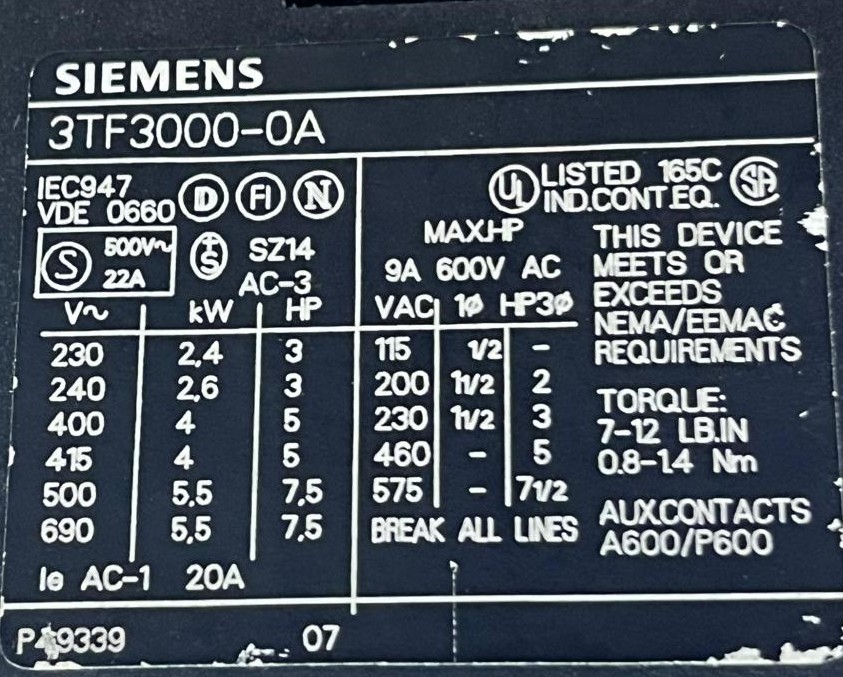 SIEMENS
3TF3000-0A
IEC947
VDE 0660
D FI N
S 500V~
22A
S SZ14
AC-3
V~ kW HP
230 2,4 3
240 2,6 3
400 4 5
415 4 5
500 5,5 7,5
690 5,5 7,5
Ie AC-1 20A
UL LISTED 165C SA
IND.CONT.EQ.
MAX.HP
9A 600V AC
VAC 1ø HP3ø
115 1/2 -
200 11/2 2
230 11/2 3
460 - 5
575 - 71/2
BREAK ALL LINES
THIS DEVICE
MEETS OR
EXCEEDS
NEMA/EEMAC
REQUIREMENTS
TORQUE:
7-12 LB.IN
0.8-1.4 Nm
AUX.CONTACTS
A600/P600
07